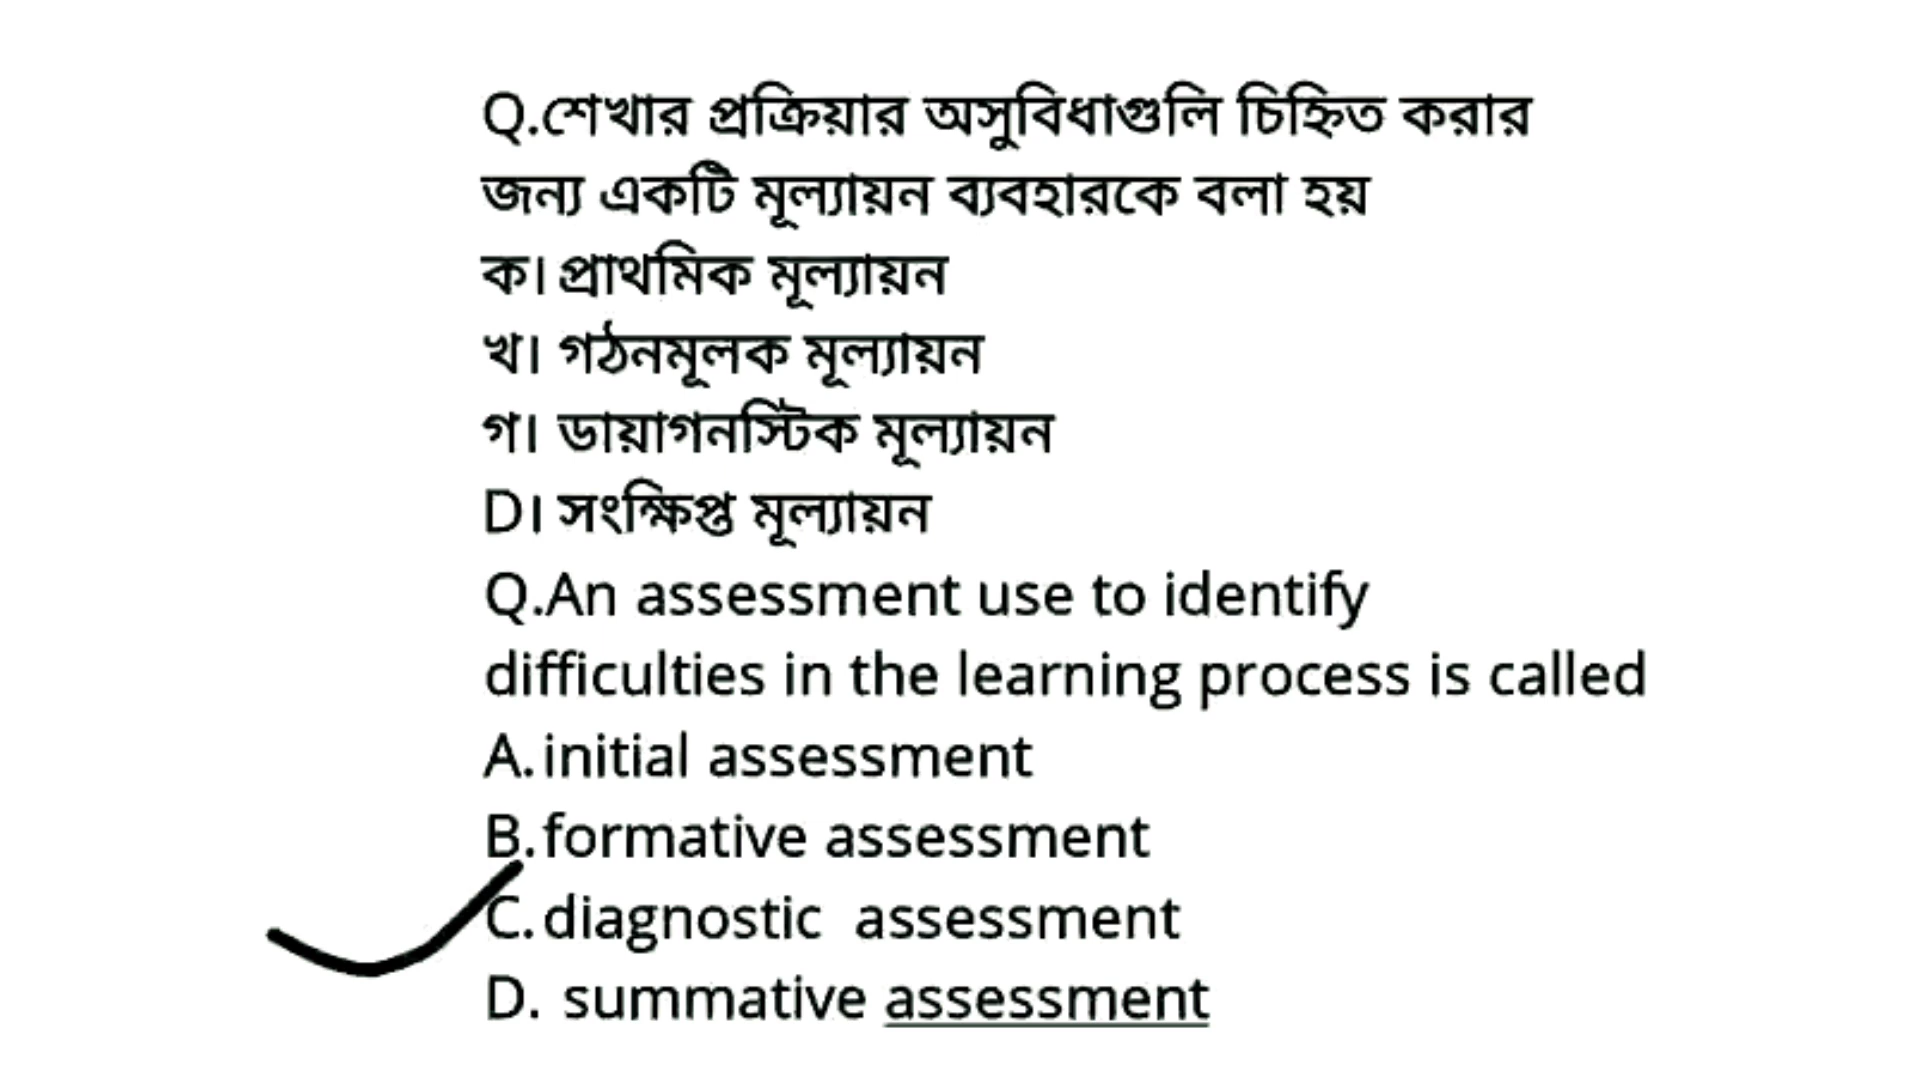 Q.শেখার প্রক্রিয়ার অসুবিধাগুলি চিহ্নিত করার
জন্য একটি মূল্যায়ন ব্যবহারকে বলা হয়
ক। প্রাথমিক মূল্যায়ন
খ। গঠনমূলক মূল্যায়ন
গ। ডায়াগনস্টিক মূল্যায়ন
D। সংক্ষিপ্ত মূল্যায়ন
Q.An assessment use to identify
difficulties in the learning process is called
A. initial assessment
B. formative assessment
C. diagnostic assessment
D. summative assessment